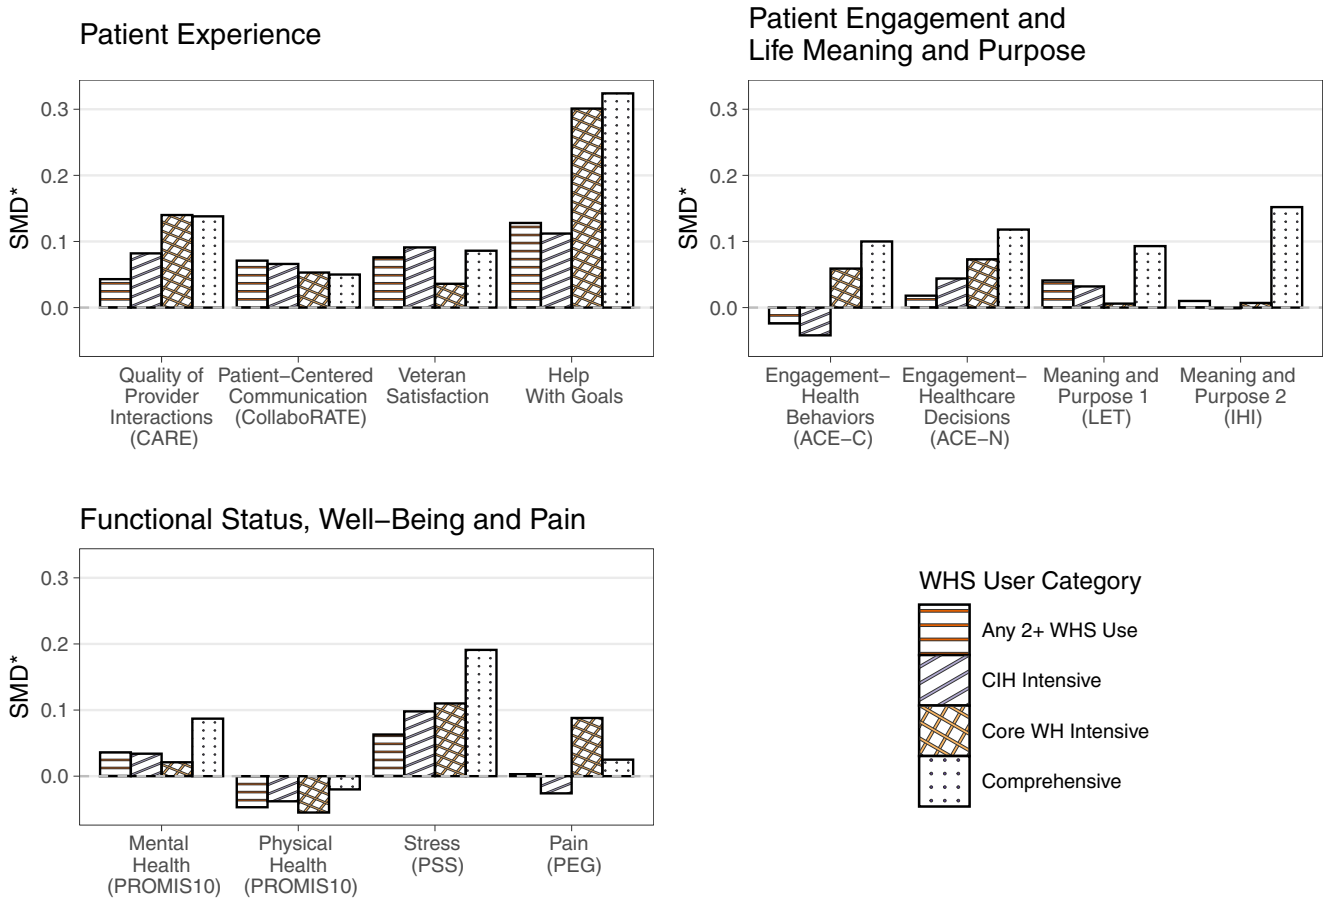 Patient Experience
SMD*
0.3
0.2
0.1
0.0
Quality of
Provider
Interactions
(CARE)
Patient−Centered
Communication
(CollaboRATE)
Veteran
Satisfaction
Help
With Goals
Patient Engagement and
Life Meaning and Purpose
SMD*
0.3
0.2
0.1
0.0
Engagement−
Health
Behaviors
(ACE−C)
Engagement−
Healthcare
Decisions
(ACE−N)
Meaning and
Purpose 1
(LET)
Meaning and
Purpose 2
(IHI)
Functional Status, Well−Being and Pain
SMD*
0.3
0.2
0.1
0.0
Mental
Health
(PROMIS10)
Physical
Health
(PROMIS10)
Stress
(PSS)
Pain
(PEG)
WHS User Category
Any 2+ WHS Use
CIH Intensive
Core WH Intensive
Comprehensive